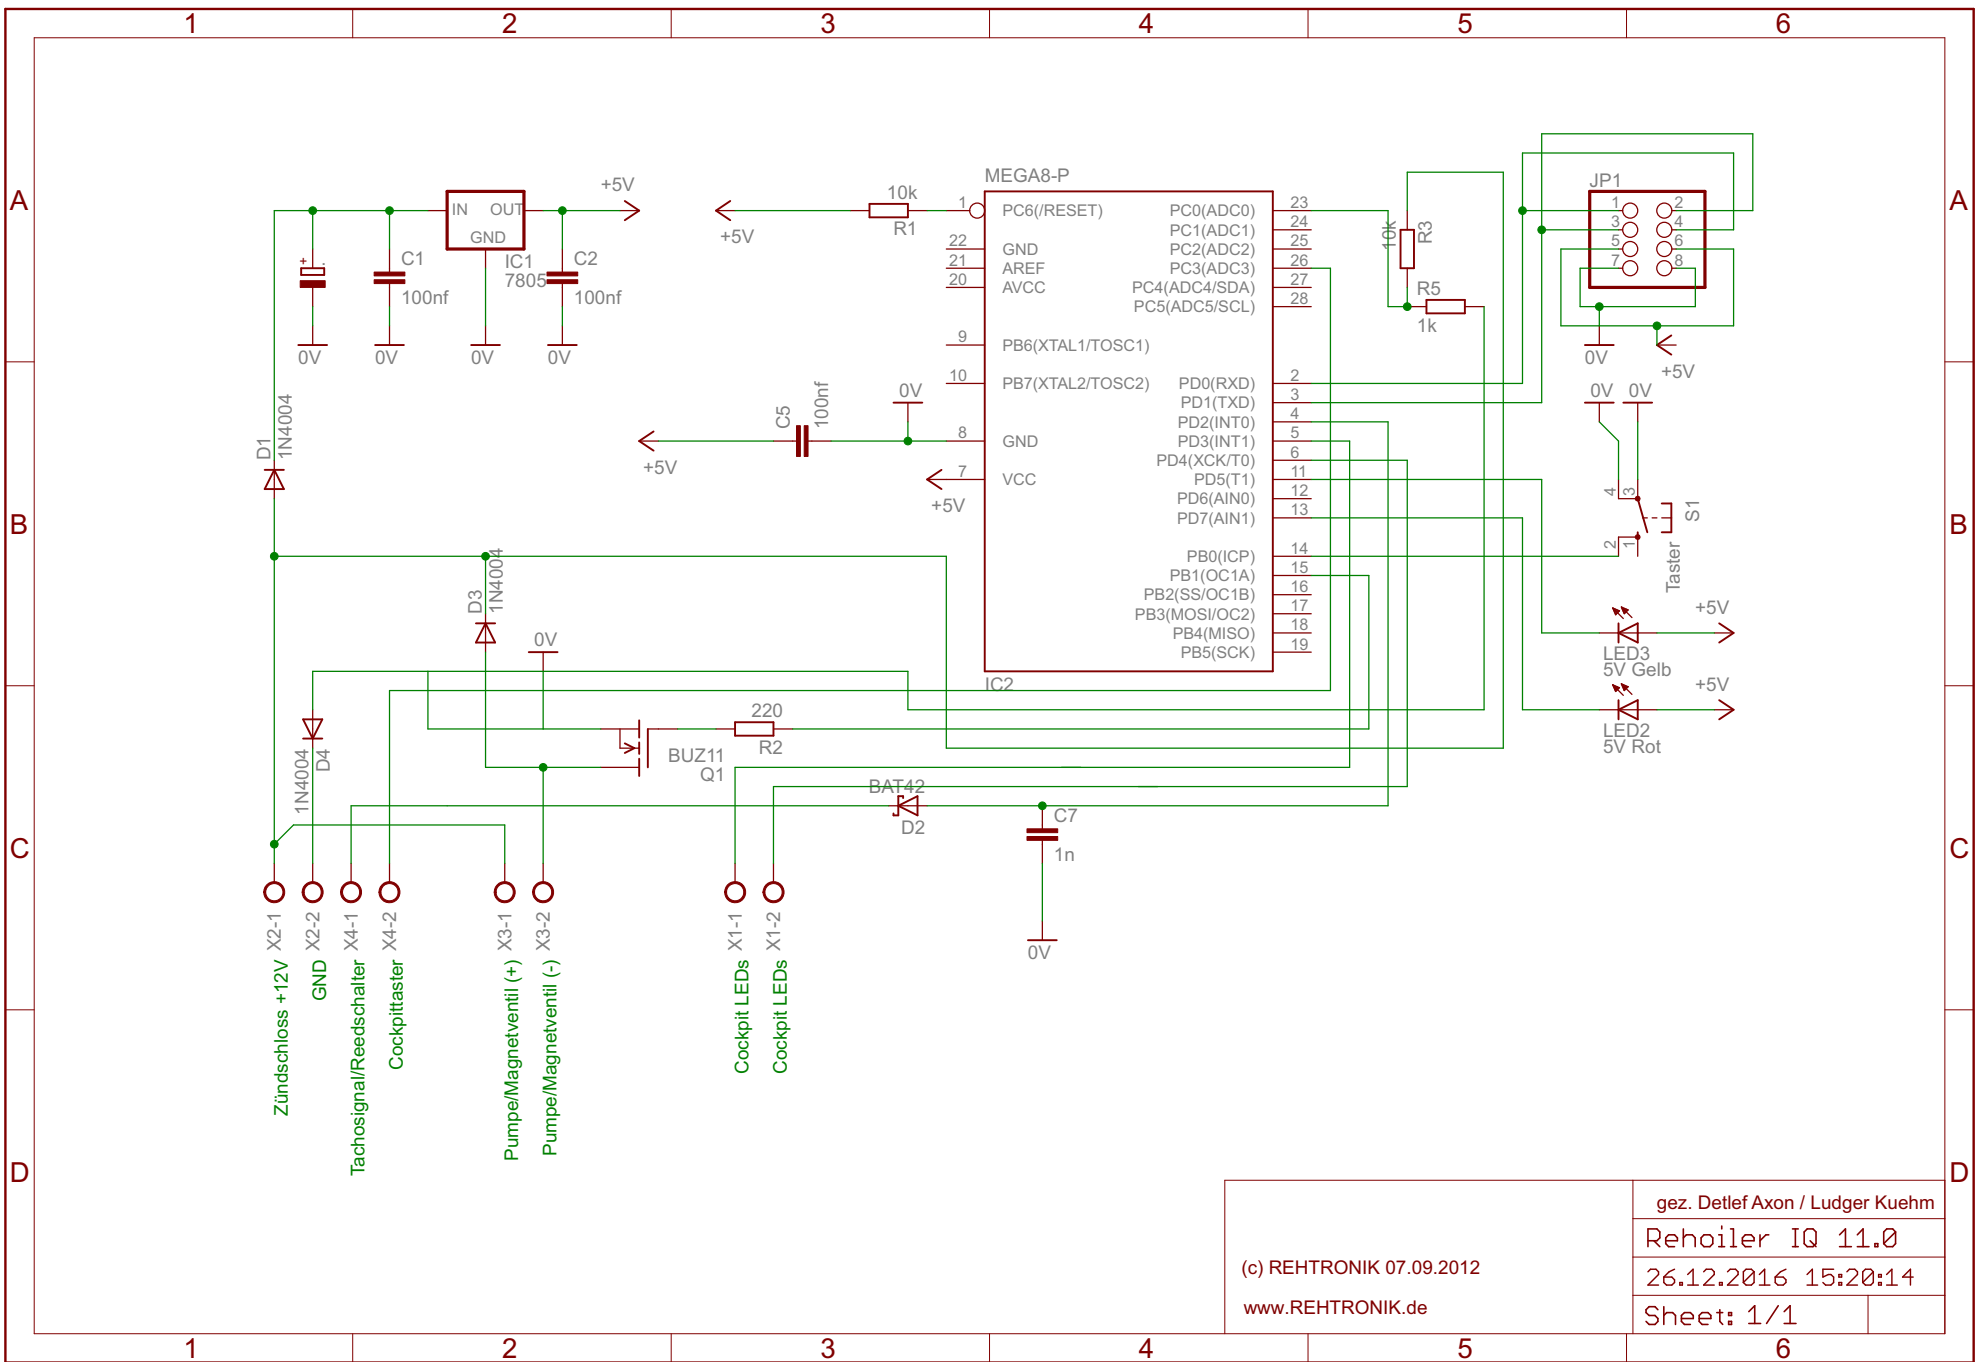 1 2 3 4 5 6
A
A
B
B
C
C
D
D
1 2 3 4 5 6
IN
OUT
GND
IC1
7805
+5V
+
-
C1
100nf
C2
100nf
0V
0V
0V
0V
D1
1N4004
D3
1N4004
D4
1N4004
+5V
10k
R1
+5V
C5
100nf
0V
+5V
MEGA8-P
1
PC6(/RESET)
22
GND
21
AREF
20
AVCC
9
PB6(XTAL1/TOSC1)
10
PB7(XTAL2/TOSC2)
8
GND
7
VCC
PC0(ADC0)
23
PC1(ADC1)
24
PC2(ADC2)
25
PC3(ADC3)
26
PC4(ADC4/SDA)
27
PC5(ADC5/SCL)
28
PD0(RXD)
2
PD1(TXD)
3
PD2(INT0)
4
PD3(INT1)
5
PD4(XCK/T0)
6
PD5(T1)
11
PD6(AIN0)
12
PD7(AIN1)
13
PB0(ICP)
14
PB1(OC1A)
15
PB2(SS/OC1B)
16
PB3(MOSI/OC2)
17
PB4(MISO)
18
PB5(SCK)
19
IC2
10k
R3
R5
1k
JP1
1
2
3
4
5
6
7
8
0V
+5V
0V
0V
4
3
2
1
S1
Taster
LED3
5V Gelb
+5V
LED2
5V Rot
+5V
0V
BUZ11
Q1
220
R2
BAT42
D2
C7
1n
0V
X2-1
X2-2
X4-1
X4-2
X3-1
X3-2
X1-1
X1-2
Zündschloss +12V
GND
Tachosignal/Reedschalter
Cockpittaster
Pumpe/Magnetventil (+)
Pumpe/Magnetventil (-)
Cockpit LEDs
Cockpit LEDs
(c) REHTRONIK 07.09.2012
www.REHTRONIK.de
gez. Detlef Axon / Ludger Kuehm
Rehoiler IQ 11.0
26.12.2016 15:20:14
Sheet: 1/1